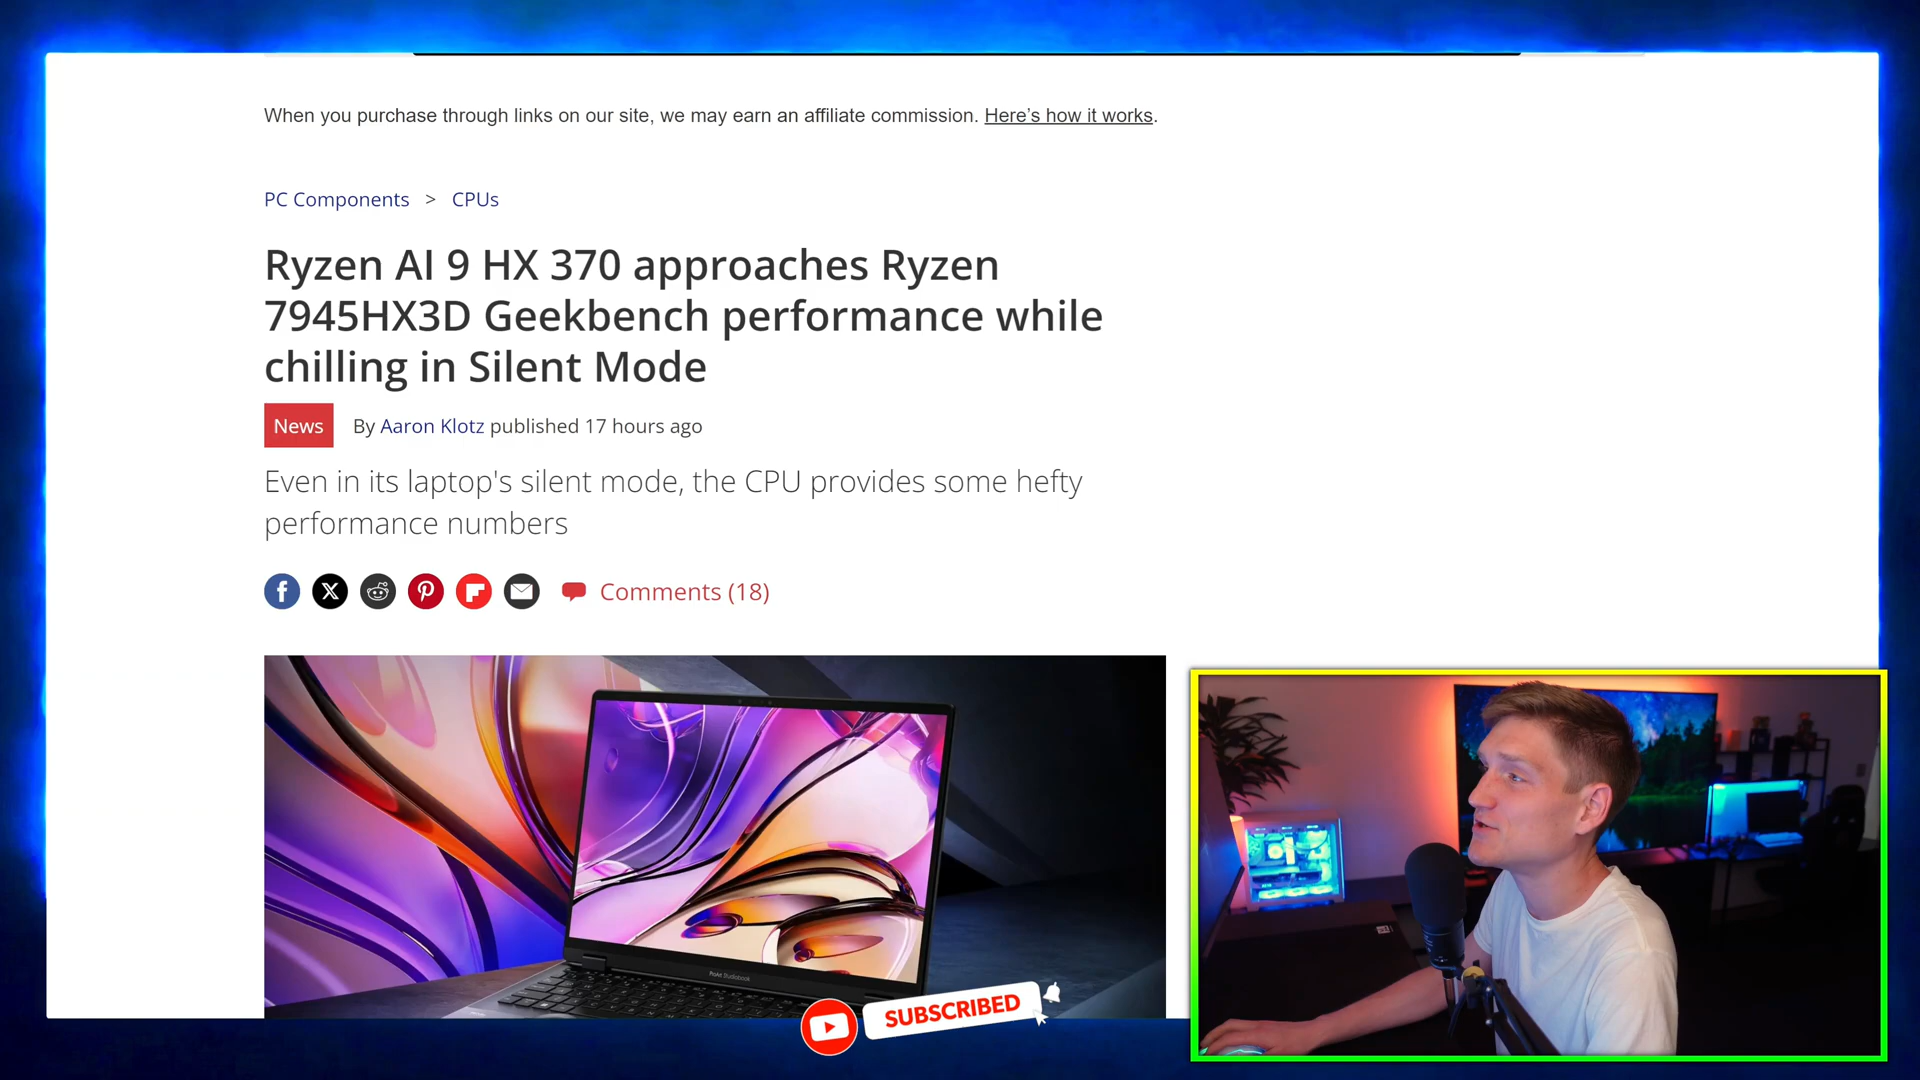 When you purchase through links on our site, we may earn an affiliate commission. Here’s how it works.
PC Components > CPUs
Ryzen AI 9 HX 370 approaches Ryzen
7945HX3D Geekbench performance while
chilling in Silent Mode
News By Aaron Klotz published 17 hours ago
Even in its laptop's silent mode, the CPU provides some hefty
performance numbers
Comments (18)
ProArt Studiobook
SUBSCRIBED